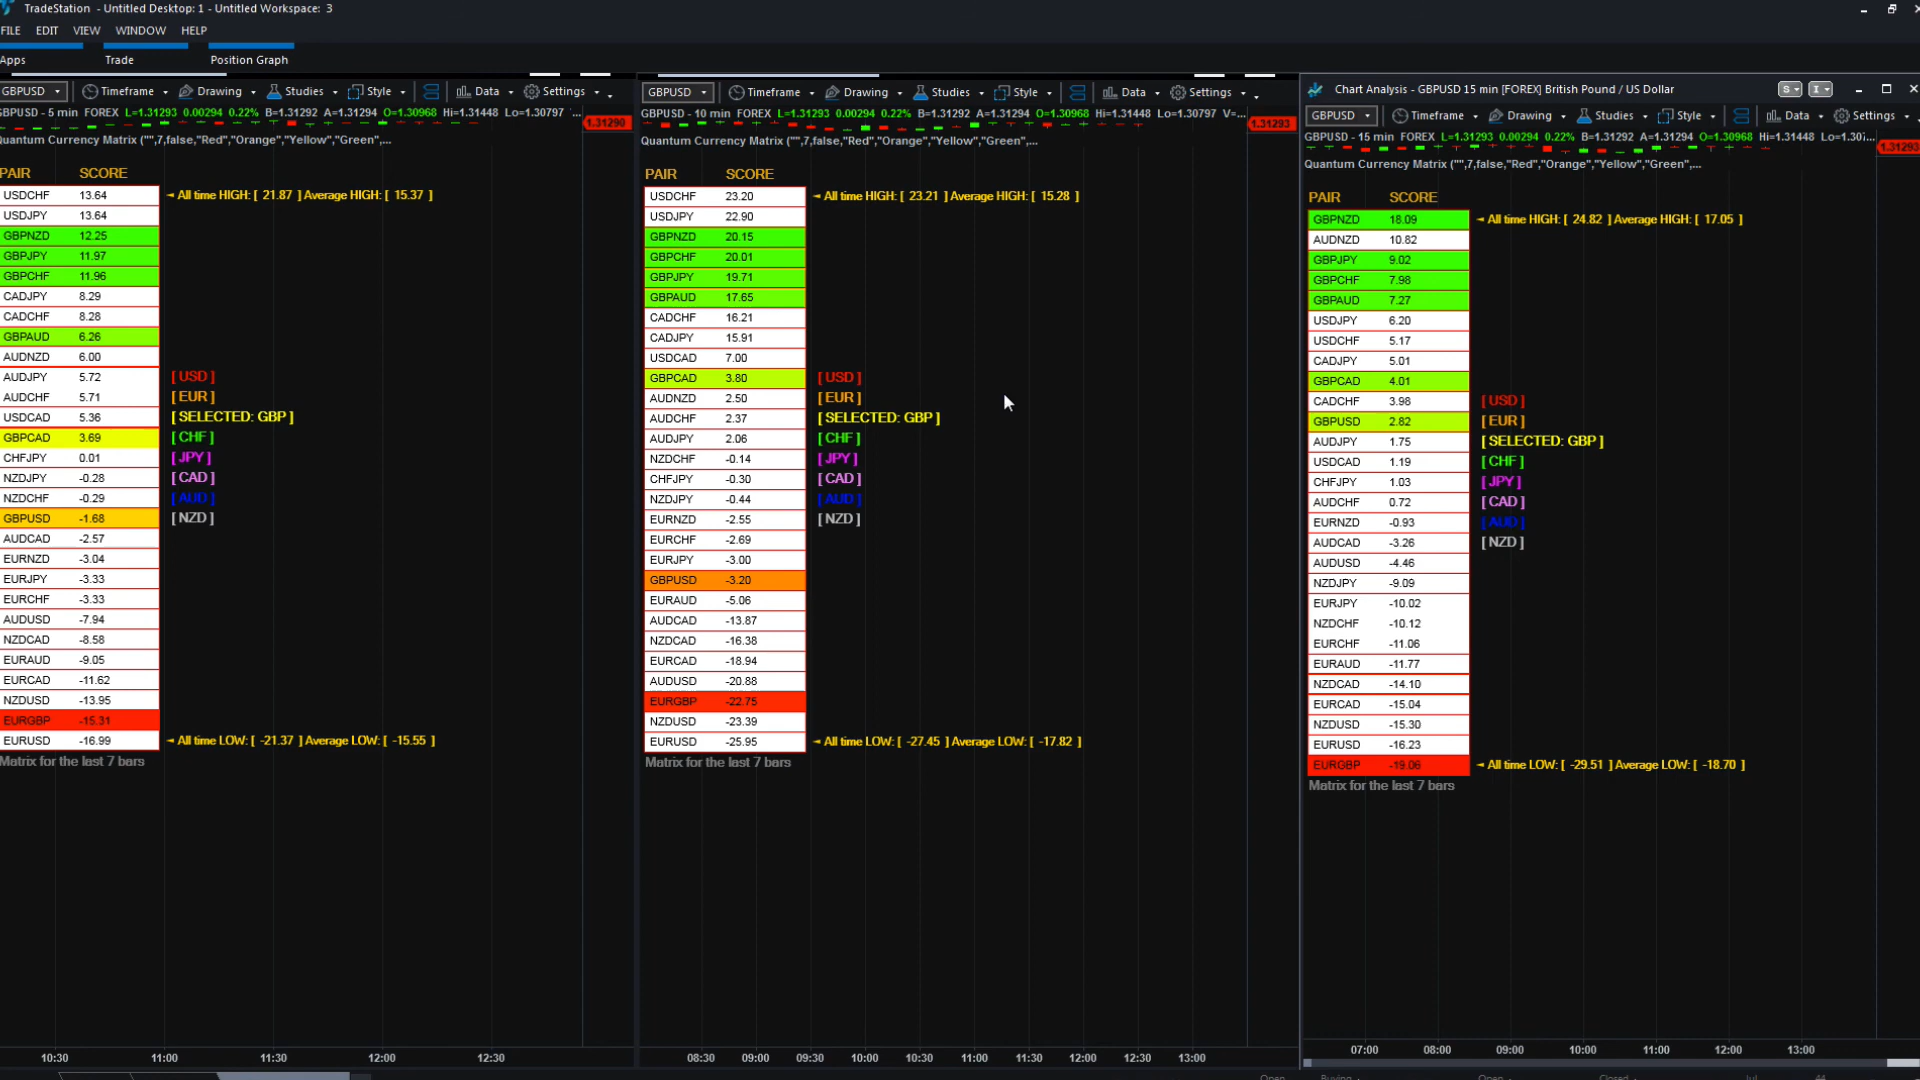 TradeStation - Untitled Desktop: 1 - Untitled Workspace: 3
FILE EDIT VIEW WINDOW HELP
Apps Trade Position Graph
GBPUSD Timeframe Drawing Studies Style Data Settings
GBPUSD - 5 min FOREX L=1.31293 0.00294 0.22% B=1.31292 A=1.31294 O=1.30968 Hi=1.31448 Lo=1.30797 '...
1.31290
Quantum Currency Matrix ("",7,false,"Red","Orange","Yellow","Green",...
PAIR SCORE
USDCHF 13.64 All time HIGH: [ 21.87 ] Average HIGH: [ 15.37 ]
USDJPY 13.64
GBPNZD 12.25
GBPJPY 11.97
GBPCHF 11.96
CADJPY 8.29
CADCHF 8.28
GBPAUD 6.26
AUDNZD 6.00
AUDJPY 5.72 [ USD ]
AUDCHF 5.71 [ EUR ]
USDCAD 5.36 [ SELECTED: GBP ]
GBPCAD 3.69 [ CHF ]
CHFJPY 0.01 [ JPY ]
NZDJPY -0.28 [ CAD ]
NZDCHF -0.29 [ AUD ]
GBPUSD -1.68 [ NZD ]
AUDCAD -2.57
EURNZD -3.04
EURJPY -3.33
EURCHF -3.33
AUDUSD -7.94
NZDCAD -8.58
EURAUD -9.05
EURCAD -11.62
NZDUSD -13.95
EURGBP -15.31
EURUSD -16.99 All time LOW: [ -21.37 ] Average LOW: [ -15.55 ]
Matrix for the last 7 bars
10:30 11:00 11:30 12:00 12:30
GBPUSD Timeframe Drawing Studies Style Data Settings
GBPUSD - 10 min FOREX L=1.31293 0.00294 0.22% B=1.31292 A=1.31294 O=1.30968 Hi=1.31448 Lo=1.30797 V=...
1.31293
Quantum Currency Matrix ("",7,false,"Red","Orange","Yellow","Green",...
PAIR SCORE
USDCHF 23.20 All time HIGH: [ 23.21 ] Average HIGH: [ 15.28 ]
USDJPY 22.90
GBPNZD 20.15
GBPCHF 20.01
GBPJPY 19.71
GBPAUD 17.65
CADCHF 16.21
CADJPY 15.91
USDCAD 7.00
GBPCAD 3.80 [ USD ]
AUDNZD 2.50 [ EUR ]
AUDCHF 2.37 [ SELECTED: GBP ]
AUDJPY 2.06 [ CHF ]
NZDCHF -0.14 [ JPY ]
CHFJPY -0.30 [ CAD ]
NZDJPY -0.44 [ AUD ]
EURNZD -2.55 [ NZD ]
EURCHF -2.69
EURJPY -3.00
GBPUSD -3.20
EURAUD -5.06
AUDCAD -13.87
NZDCAD -16.38
EURCAD -18.94
AUDUSD -20.88
EURGBP -22.75
NZDUSD -23.39
EURUSD -25.95 All time LOW: [ -27.45 ] Average LOW: [ -17.82 ]
Matrix for the last 7 bars
08:30 09:00 09:30 10:00 10:30 11:00 11:30 12:00 12:30 13:00
Chart Analysis - GBPUSD 15 min [FOREX] British Pound / US Dollar S I
GBPUSD Timeframe Drawing Studies Style Data Settings
GBPUSD - 15 min FOREX L=1.31293 0.00294 0.22% B=1.31292 A=1.31294 O=1.30968 Hi=1.31448 Lo=1.307...
1.31293
Quantum Currency Matrix ("",7,false,"Red","Orange","Yellow","Green",...
PAIR SCORE
GBPNZD 18.09 All time HIGH: [ 24.82 ] Average HIGH: [ 17.05 ]
AUDNZD 10.82
GBPJPY 9.02
GBPCHF 7.98
GBPAUD 7.27
USDJPY 6.20
USDCHF 5.17
CADJPY 5.01
GBPCAD 4.01
CADCHF 3.98 [ USD ]
GBPUSD 2.82 [ EUR ]
AUDJPY 1.75 [ SELECTED: GBP ]
USDCAD 1.19 [ CHF ]
CHFJPY 1.03 [ JPY ]
AUDCHF 0.72 [ CAD ]
EURNZD -0.93 [ AUD ]
AUDCAD -3.26 [ NZD ]
AUDUSD -4.46
NZDJPY -9.09
EURJPY -10.02
NZDCHF -10.12
EURCHF -11.06
EURAUD -11.77
NZDCAD -14.10
EURCAD -15.04
NZDUSD -15.30
EURUSD -16.23
EURGBP -19.06 All time LOW: [ -29.51 ] Average LOW: [ -18.70 ]
Matrix for the last 7 bars
07:00 08:00 09:00 10:00 11:00 12:00 13:00